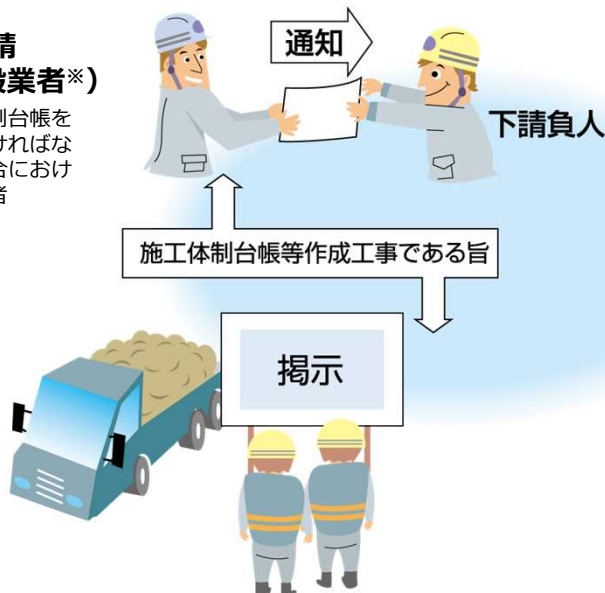 請
設業者※)
制台帳を
ければな
合におけ
者
通知
下請負人
施工体制台帳等作成工事である旨
掲示